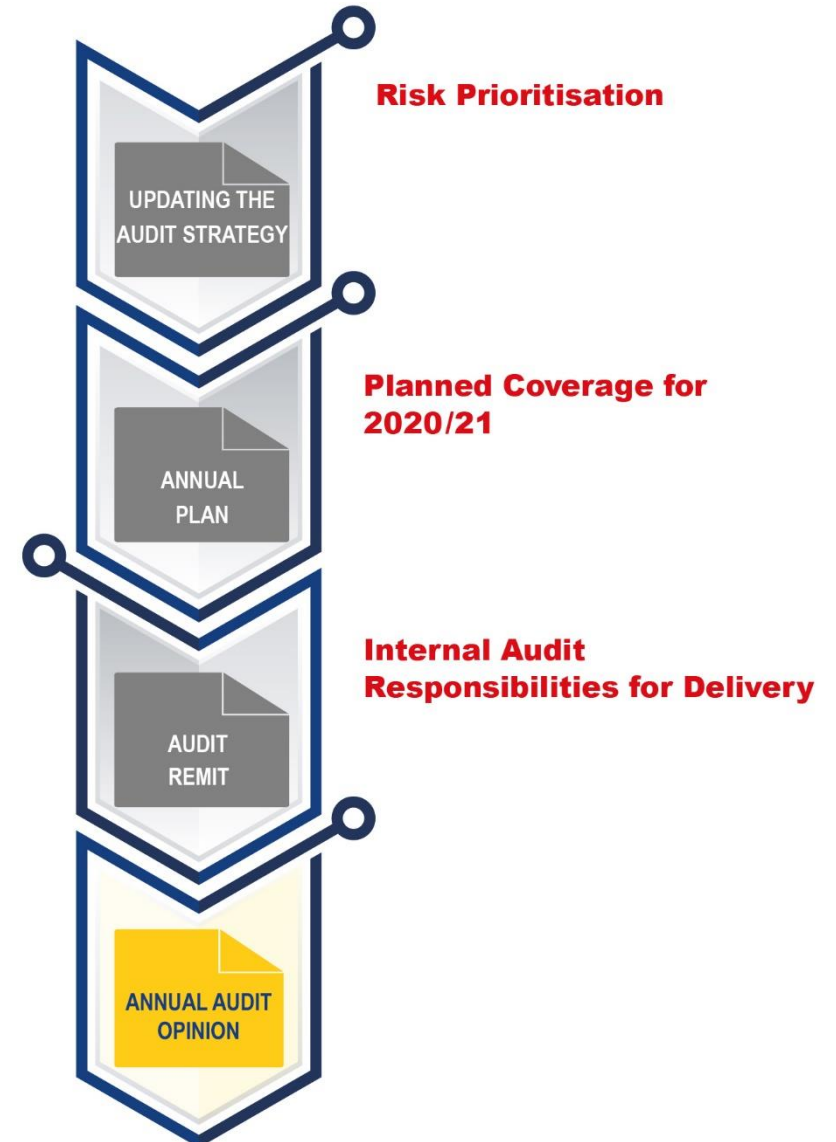 Risk Prioritisation
UPDATING THE
AUDIT STRATEGY
Planned Coverage for
2020/21
ANNUAL
PLAN
Internal Audit
Responsibilities for Delivery
AUDIT
REMIT
ANNUAL AUDIT
OPINION